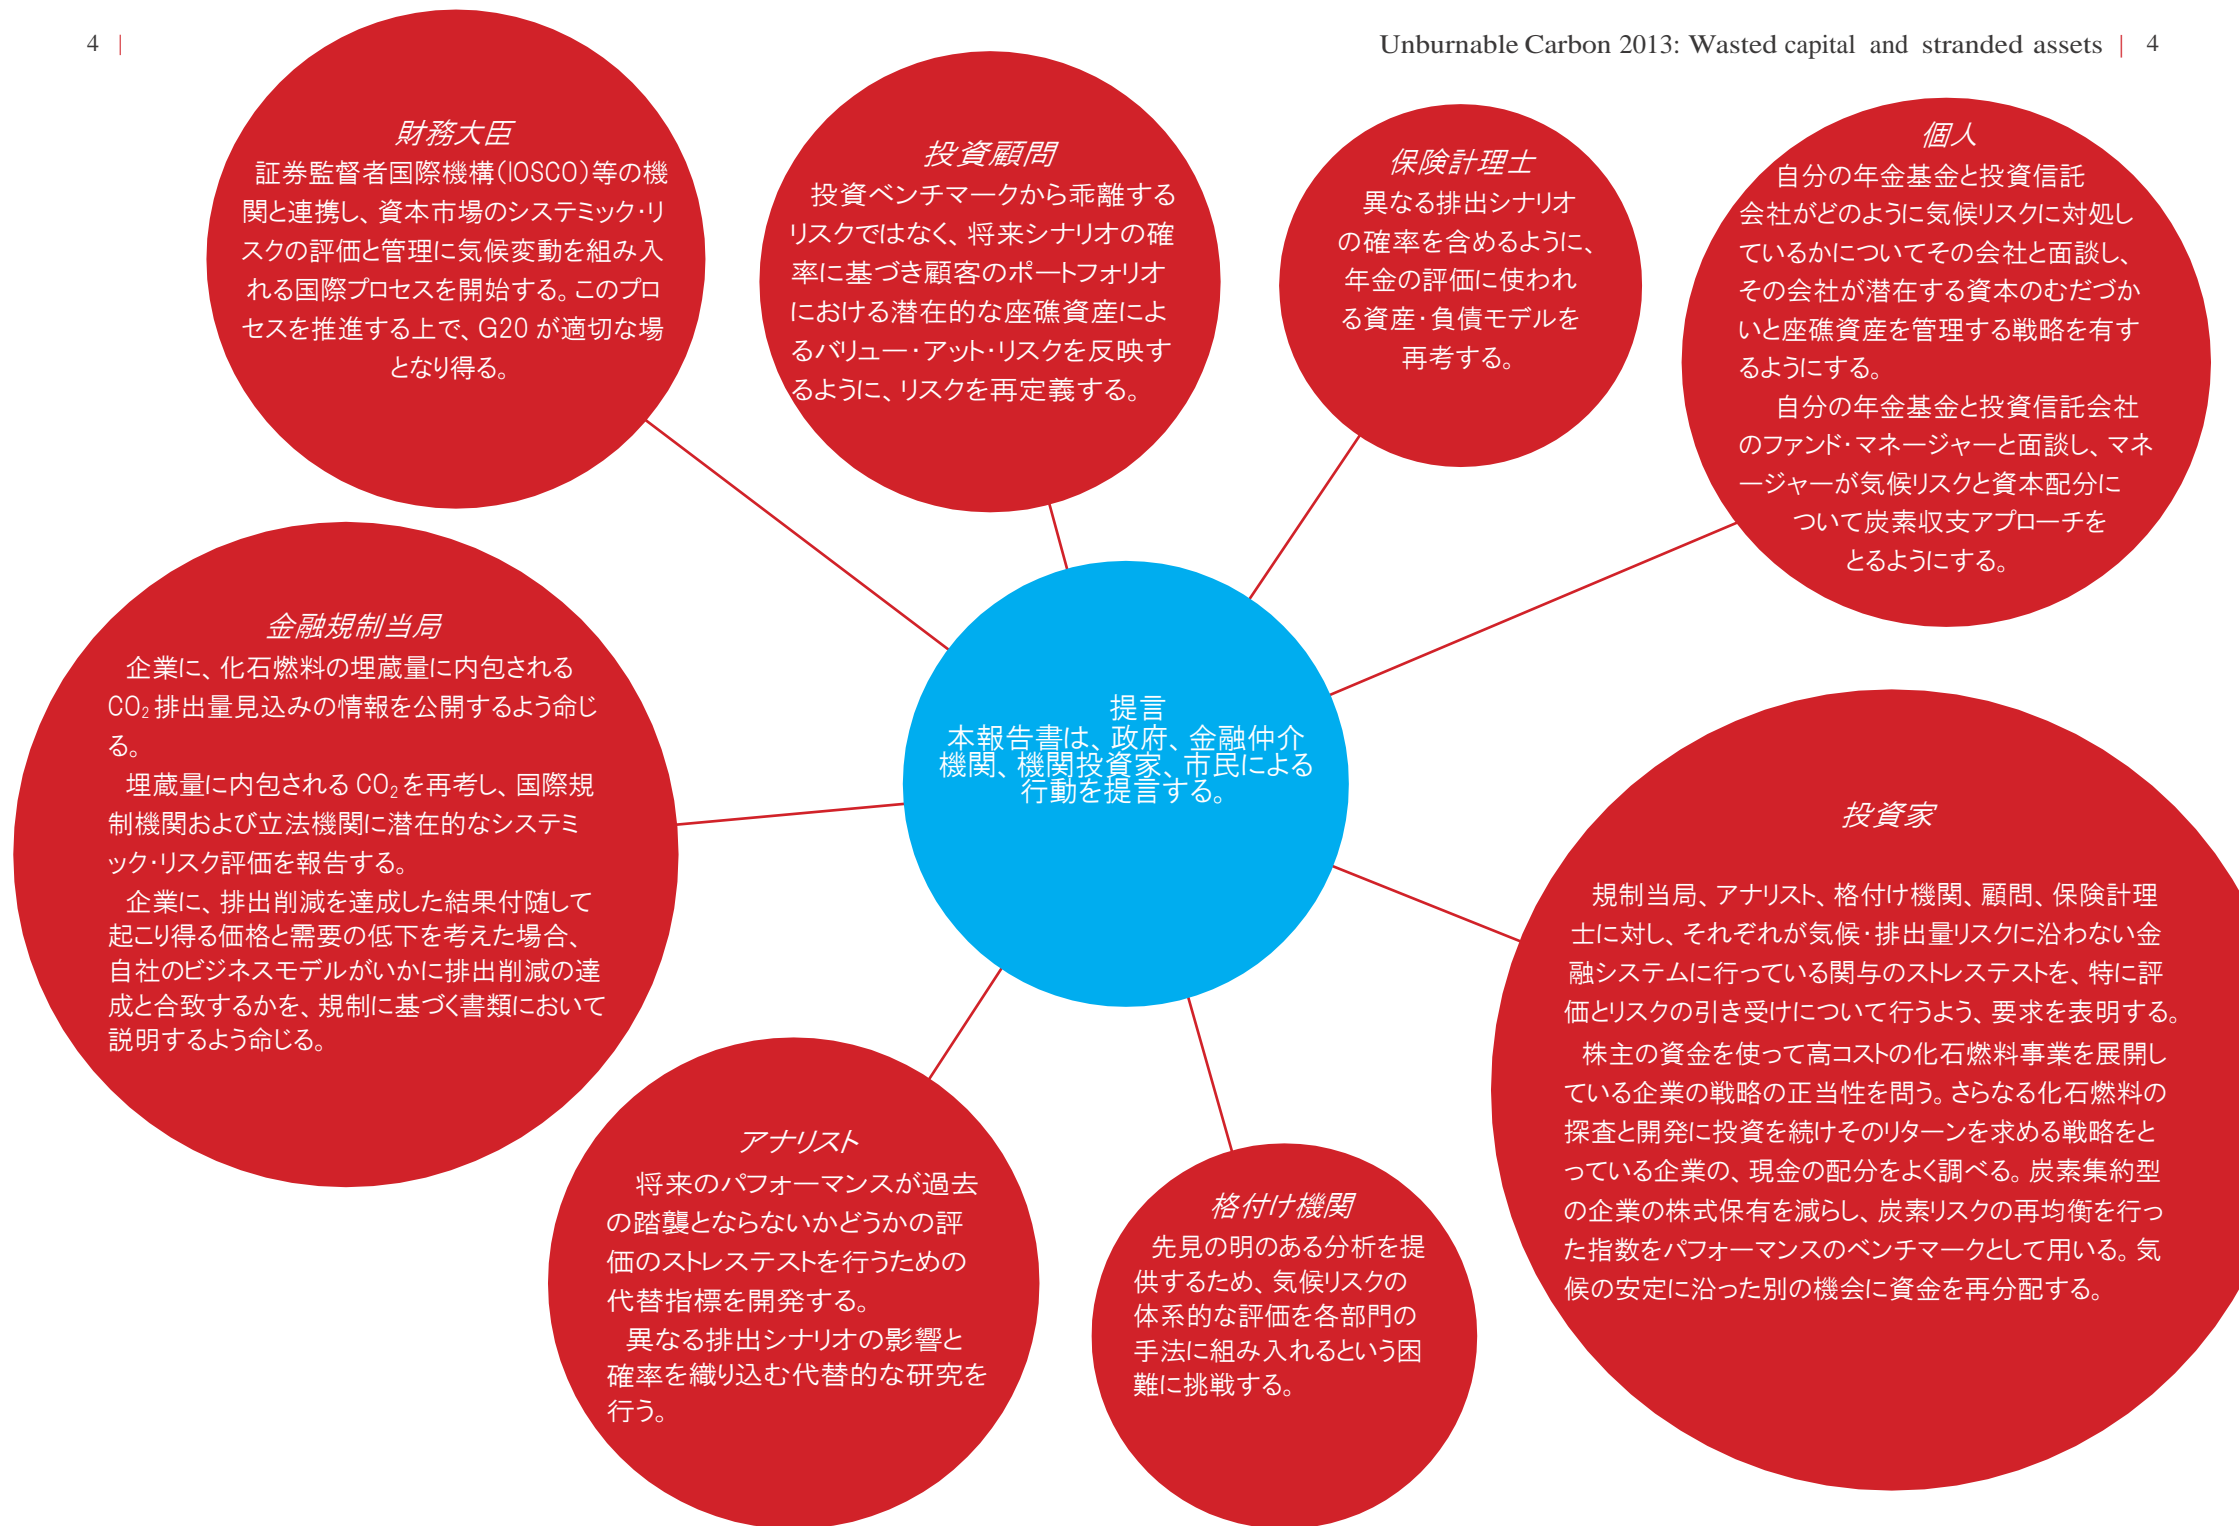 4 |
Unburnable Carbon 2013: Wasted capital and stranded assets | 4
財務大臣
証券監督者国際機構(IOSCO)等の機
関と連携し、資本市場のシステミック・リ
スクの評価と管理に気候変動を組み入
れる国際プロセスを開始する。このプロ
セスを推進する上で、G20 が適切な場
となり得る。
投資顧問
投資ベンチマークから乖離する
リスクではなく、将来シナリオの確
率に基づき顧客のポートフォリオ
における潜在的な座礁資産によ
るバリュー・アット・リスクを反映す
るように、リスクを再定義する。
保険計理士
異なる排出シナリオ
の確率を含めるように、
年金の評価に使われ
る資産・負債モデルを
再考する。
個人
自分の年金基金と投資信託
会社がどのように気候リスクに対処し
ているかについてその会社と面談し、
その会社が潜在する資本のむだづか
いと座礁資産を管理する戦略を有す
るようにする。
自分の年金基金と投資信託会社
のファンド・マネージャーと面談し、マネ
ージャーが気候リスクと資本配分に
ついて炭素収支アプローチを
とるようにする。
金融規制当局
企業に、化石燃料の埋蔵量に内包される
CO₂排出量見込みの情報を公開するよう命じ
る。
埋蔵量に内包される CO₂を再考し、国際規
制機関および立法機関に潜在的なシステミ
ック・リスク評価を報告する。
企業に、排出削減を達成した結果付随して
起こり得る価格と需要の低下を考えた場合、
自社のビジネスモデルがいかに排出削減の達
成と合致するかを、規制に基づく書類において
説明するよう命じる。
提言
本報告書は、政府、金融仲介
機関、機関投資家、市民による
行動を提言する。
投資家
規制当局、アナリスト、格付け機関、顧問、保険計理
士に対し、それぞれが気候・排出量リスクに沿わない金
融システムに行っている関与のストレステストを、特に評
価とリスクの引き受けについて行うよう、要求を表明する。
株主の資金を使って高コストの化石燃料事業を展開し
ている企業の戦略の正当性を問う。さらなる化石燃料の
探査と開発に投資を続けそのリターンを求める戦略をと
っている企業の、現金の配分をよく調べる。炭素集約型
の企業の株式保有を減らし、炭素リスクの再均衡を行っ
た指数をパフォーマンスのベンチマークとして用いる。気
候の安定に沿った別の機会に資金を再分配する。
アナリスト
将来のパフォーマンスが過去
の踏襲とならないかどうかの評
価のストレステストを行うための
代替指標を開発する。
異なる排出シナリオの影響と
確率を織り込む代替的な研究を
行う。
格付け機関
先見の明のある分析を提
供するため、気候リスクの
体系的な評価を各部門の
手法に組み入れるという困
難に挑戦する。